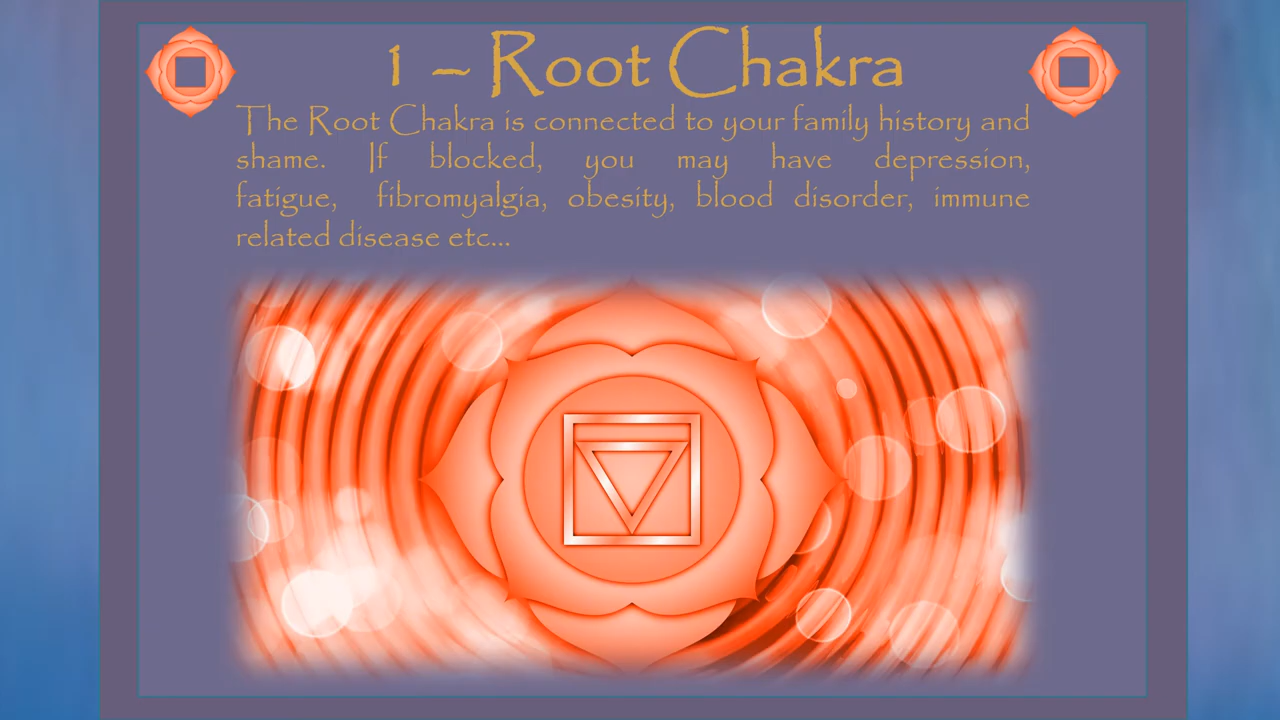 1 – Root Chakra
The Root Chakra is connected to your family history and
shame. If blocked, you may have depression,
fatigue, fibromyalgia, obesity, blood disorder, immune
related disease etc...